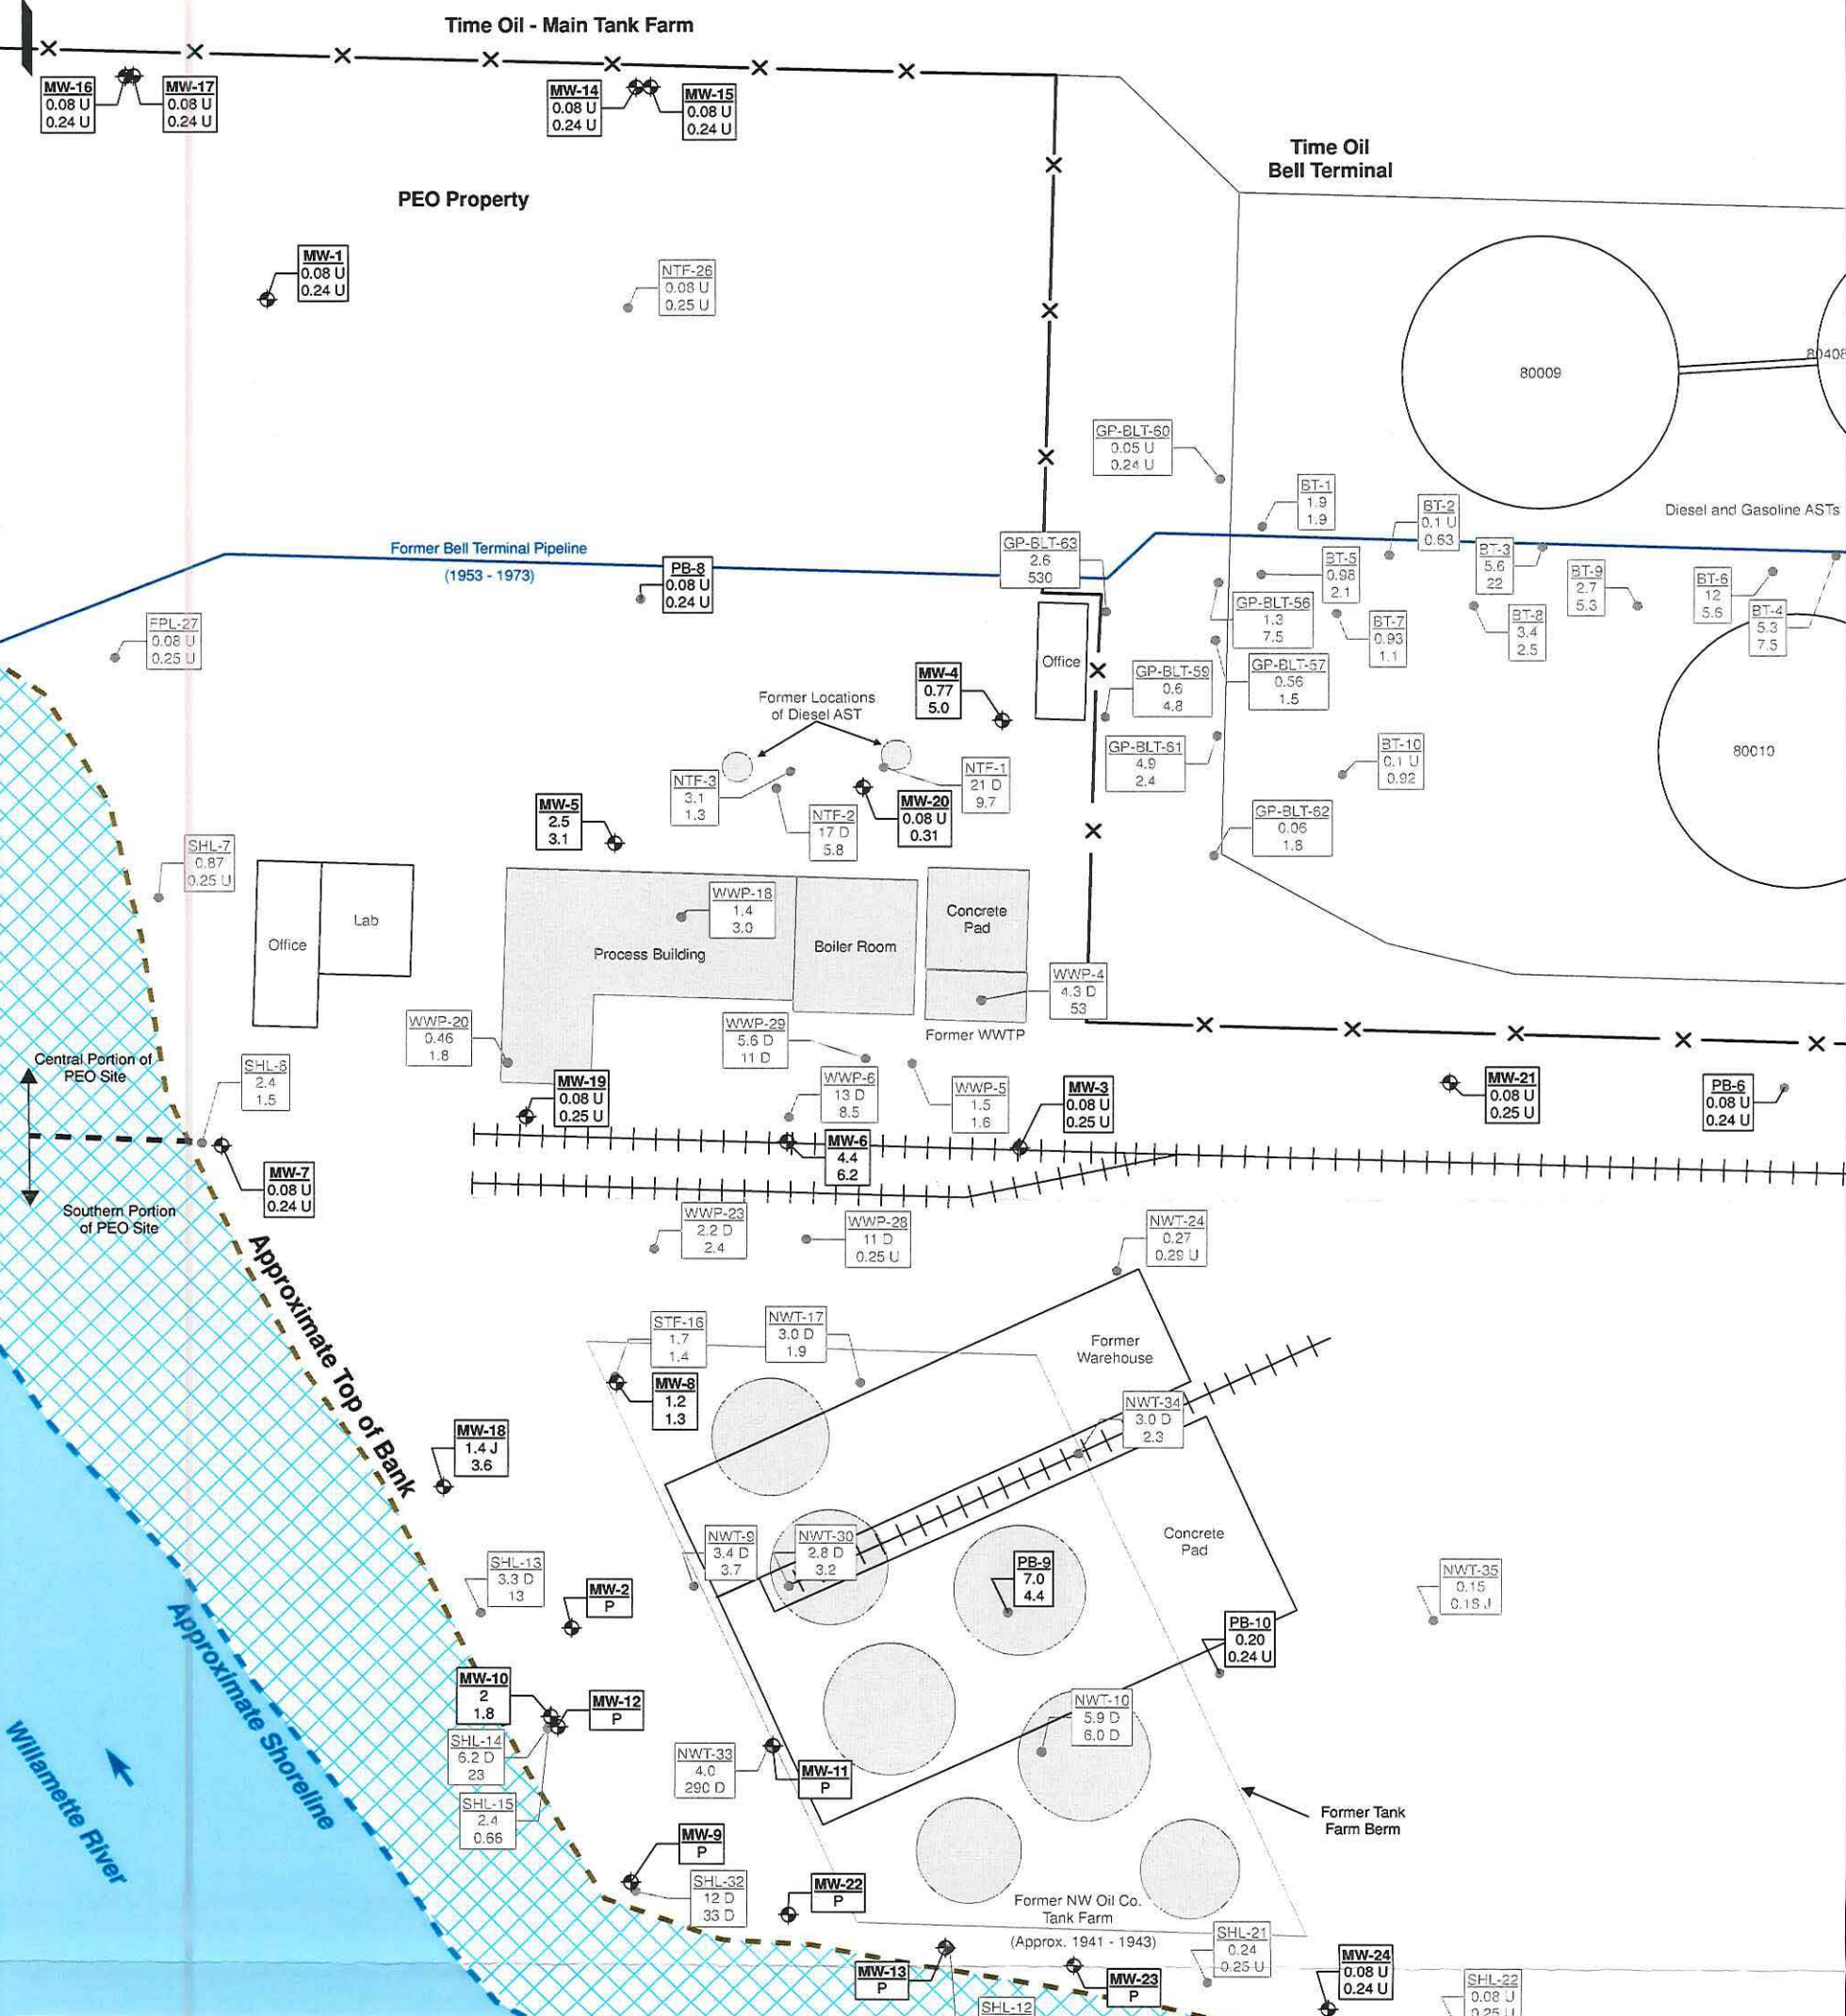 Time Oil - Main Tank Farm
MW-16
0.08 U
0.24 U
MW-17
0.08 U
0.24 U
MW-14
0.08 U
0.24 U
MW-15
0.08 U
0.24 U
Time Oil
Bell Terminal
PEO Property
MW-1
0.08 U
0.24 U
NTF-26
0.08 U
0.25 U
80009
80408
GP-BLT-60
0.05 U
0.24 U
BT-1
1.9
1.9
BT-2
0.1 U
0.63
Diesel and Gasoline ASTs
Former Bell Terminal Pipeline
(1953 - 1973)
PB-8
0.08 U
0.24 U
GP-BLT-63
2.6
530
BT-5
0.98
2.1
BT-3
5.6
22
BT-9
2.7
5.3
BT-6
12
5.6
BT-4
5.3
7.5
GP-BLT-56
1.3
7.5
BT-7
0.93
1.1
BT-8
3.4
2.5
FPL-27
0.08 U
0.25 U
Office
MW-4
0.77
5.0
GP-BLT-59
0.6
4.8
GP-BLT-57
0.56
1.5
Former Locations
of Diesel AST
GP-BLT-61
4.9
2.4
BT-10
0.1 U
0.92
80010
NTF-3
3.1
1.3
NTF-1
21 D
9.7
MW-5
2.5
3.1
NTF-2
17 D
5.8
MW-20
0.08 U
0.31
GP-BLT-62
0.06
1.8
SHL-7
0.87
0.25 U
Office
Lab
WWP-18
1.4
3.0
Process Building
Boiler Room
Concrete
Pad
WWP-4
4.3 D
53
Former WWTP
WWP-20
0.46
1.8
WWP-29
5.6 D
11 D
Central Portion of
PEO Site
SHL-8
2.4
1.5
MW-19
0.08 U
0.25 U
WWP-6
13 D
8.5
WWP-5
1.5
1.6
MW-3
0.08 U
0.25 U
MW-21
0.08 U
0.25 U
PB-6
0.08 U
0.24 U
MW-6
4.4
6.2
MW-7
0.08 U
0.24 U
Southern Portion
of PEO Site
WWP-23
2.2 D
2.4
WWP-28
11 D
0.25 U
NWT-24
0.27
0.29 U
Approximate Top of Bank
STF-16
1.7
1.4
NWT-17
3.0 D
1.9
Former
Warehouse
MW-8
1.2
1.3
NWT-34
3.0 D
2.3
MW-18
1.4 J
3.6
NWT-9
3.4 D
3.7
NWT-30
2.8 D
3.2
Concrete
Pad
SHL-13
3.3 D
13
MW-2
P
PB-9
7.0
4.4
NWT-35
0.15
PB-10
0.20
0.24 U
Approximate Shoreline
MW-10
2
1.8
MW-12
P
NWT-10
5.9 D
6.0 D
SHL-14
6.2 D
23
NWT-33
4.0
290 D
MW-11
P
Willamette River
SHL-15
2.4
0.66
Former Tank
Farm Berm
MW-9
P
SHL-32
12 D
33 D
MW-22
P
Former NW Oil Co.
Tank Farm
(Approx. 1941 - 1943)
SHL-21
0.24
0.25 U
MW-13
P
MW-23
P
MW-24
0.08 U
0.24 U
SHL-12
SHL-22
0.08 U
0.25 U